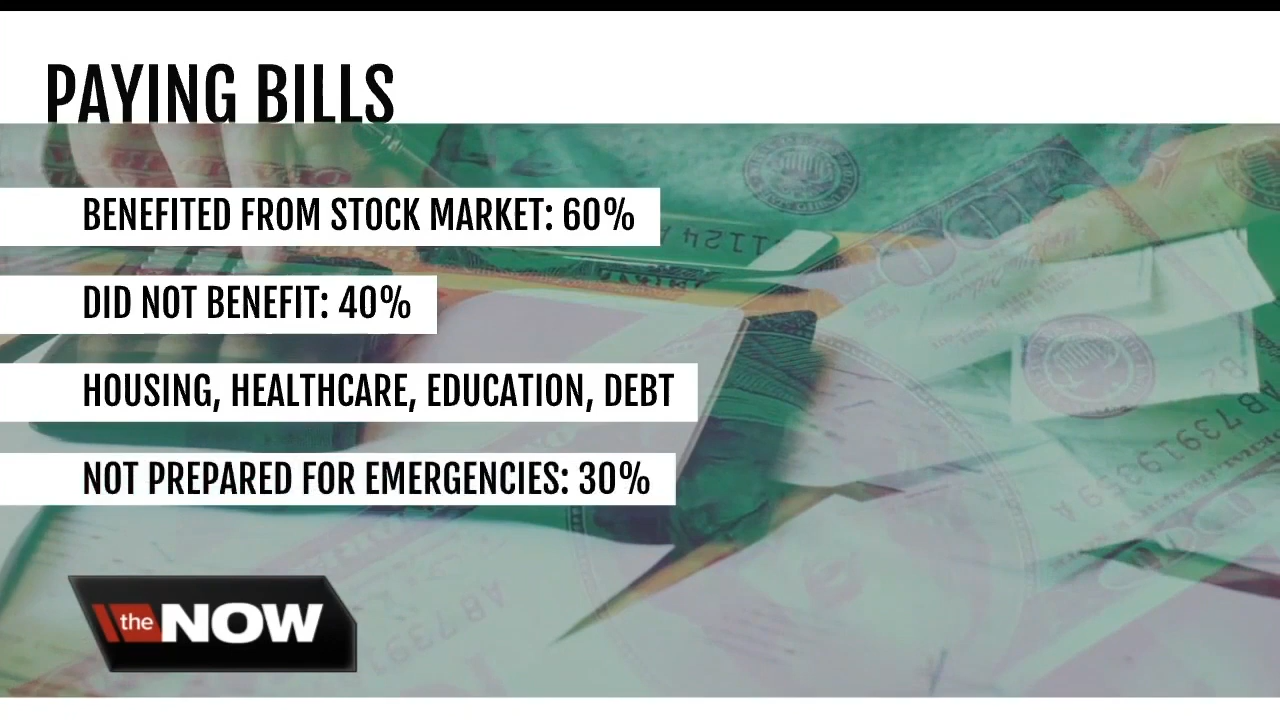 PAYING BILLS
BENEFITED FROM STOCK MARKET: 60%
DID NOT BENEFIT: 40%
HOUSING, HEALTHCARE, EDUCATION, DEBT
NOT PREPARED FOR EMERGENCIES: 30%
the NOW